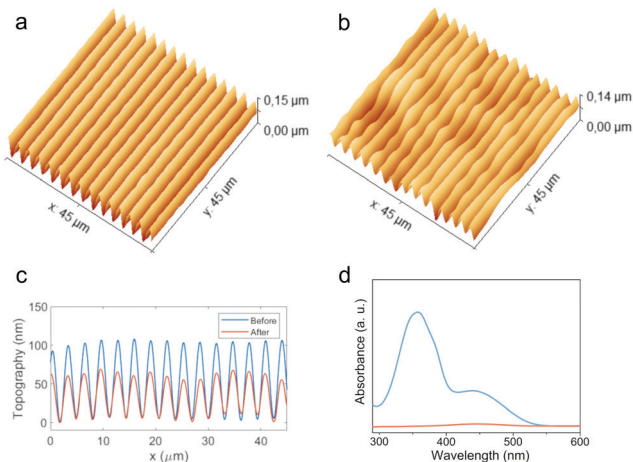 a
0,15 µm
0,00 µm
x: 45 µm
y: 45 µm
b
0,14 µm
0,00 µm
x: 45 µm
y: 45 µm
c
150
100
50
0
Topography (nm)
Before
After
0 10 20 30 40
x (µm)
d
Absorbance (a. u.)
300 400 500 600
Wavelength (nm)